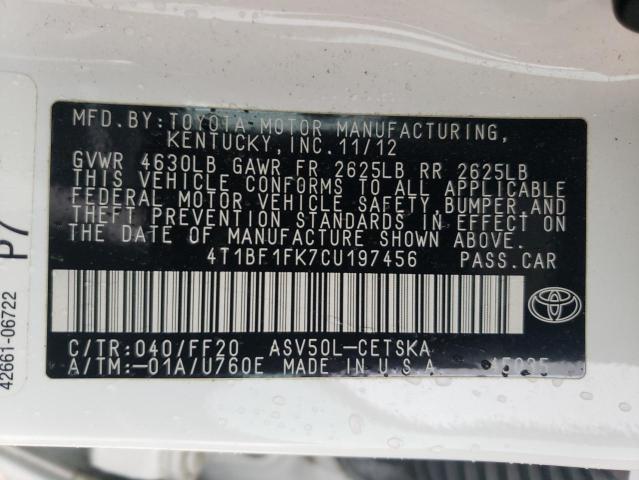 MFD.BY:TOYOTA MOTOR MANUFACTURING,
KENTUCKY, INC. 11/12
GVWR 4630LB GAWR FR 2625LB RR 2625LB
THIS VEHICLE CONFORMS TO ALL APPLICABLE
FEDERAL MOTOR VEHICLE SAFETY, BUMPER AND
THEFT PREVENTION STANDARDS IN EFFECT ON
THE DATE OF MANUFACTURE SHOWN ABOVE.
4T1BF1FK7CU197456 PASS.CAR
C/TR:040/FF20 ASV50L-CETSKA
A/TM:-01A/U760E MADE IN U.S.A
42661-06722 P7